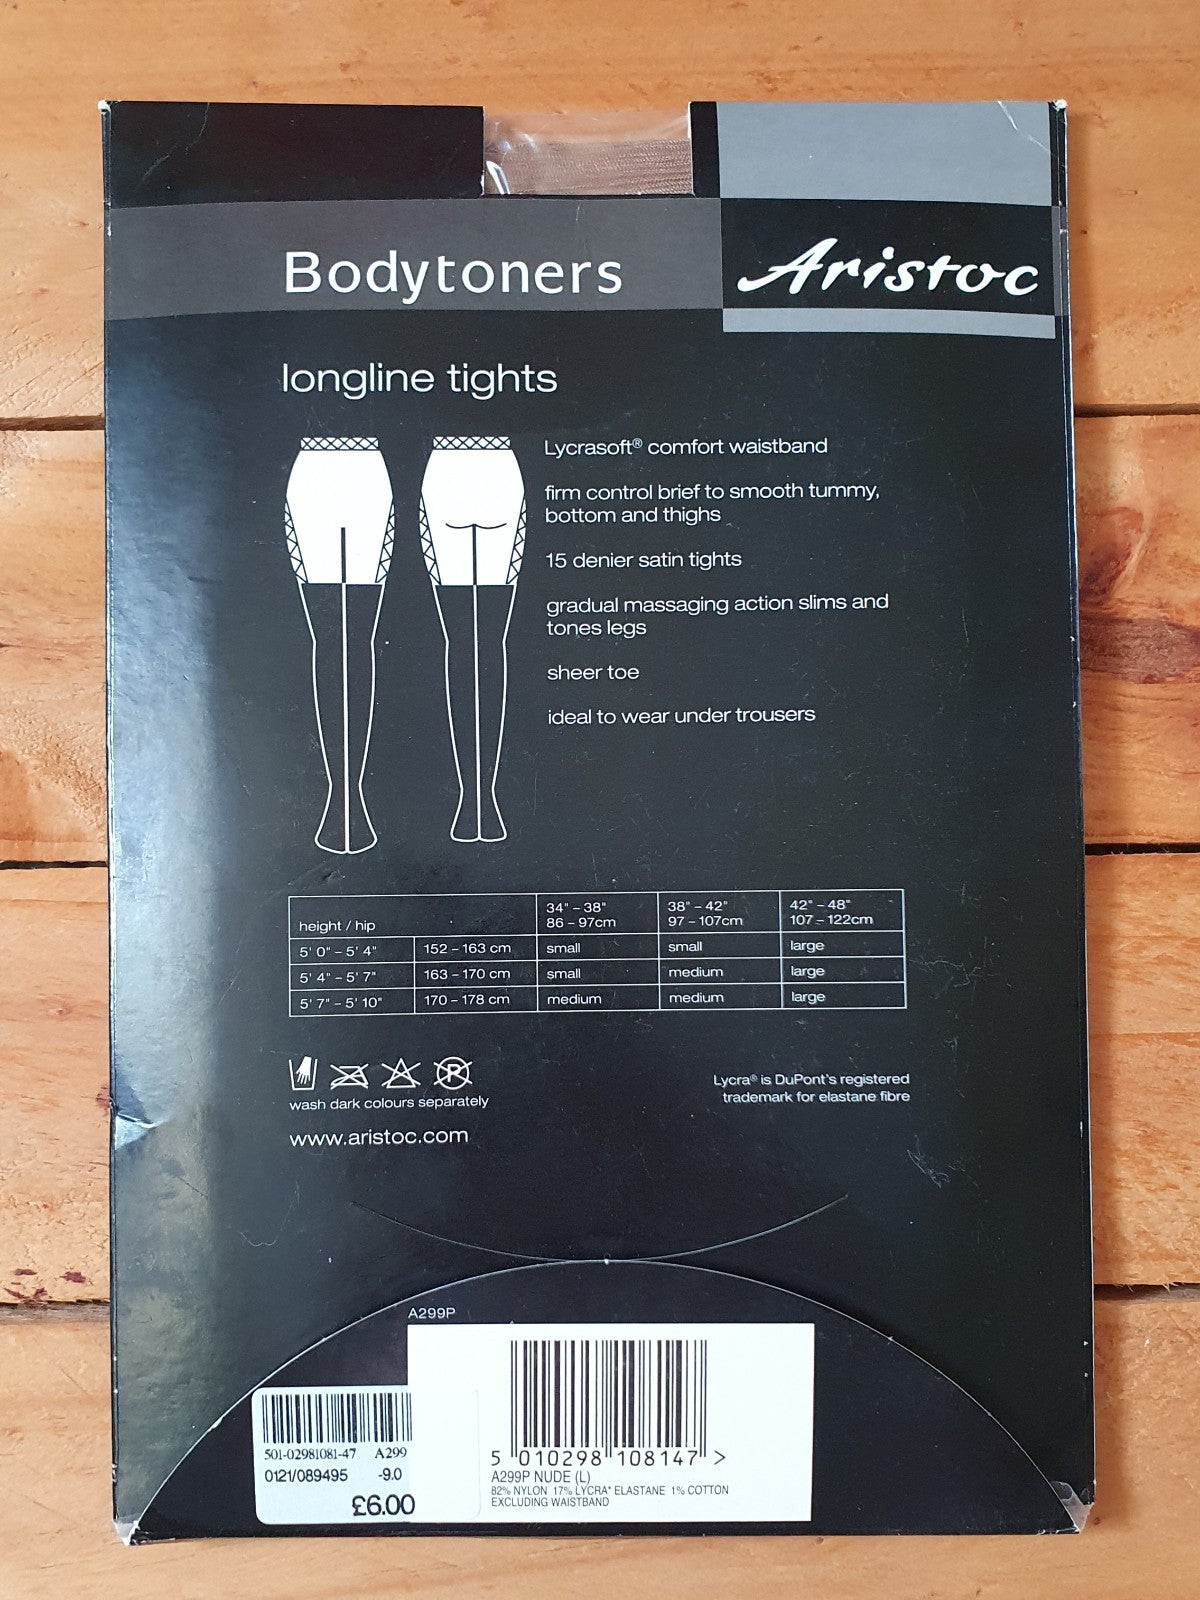 Bodytoners
Aristoc
longline tights
Lycrasoft® comfort waistband
firm control brief to smooth tummy,
bottom and thighs
15 denier satin tights
gradual massaging action slims and
tones legs
sheer toe
ideal to wear under trousers
height / hip
34" – 38"
86 – 97cm
38" – 42"
97 – 107cm
42" – 48"
107 – 122cm
5' 0" – 5' 4" 152 – 163 cm small small large
5' 4" – 5' 7" 163 – 170 cm small medium large
5' 7" – 5' 10" 170 – 178 cm medium medium large
P
wash dark colours separately
www.aristoc.com
Lycra® is DuPont's registered
trademark for elastane fibre
A299P
5 010298 108147 >
A299P NUDE (L)
82% NYLON 17% LYCRA* ELASTANE 1% COTTON
EXCLUDING WAISTBAND
501-02981081-47 A299
0121/089495 -9.0
£6.00